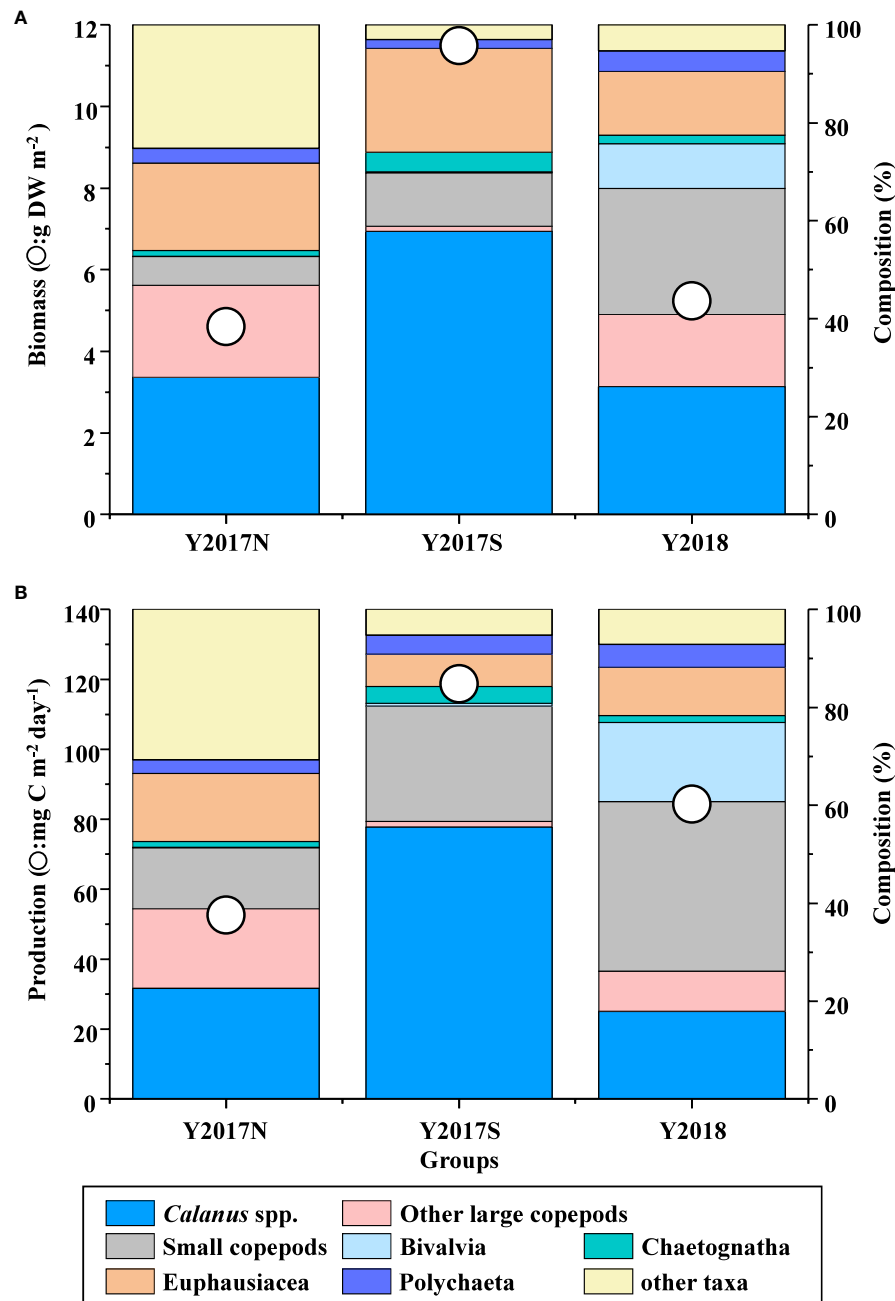 A
Biomass (○:g DW m-2 )
12
10
8
6
4
2
0
100
80
60
40
20
0
Composition (%)
Y2017N Y2017S Y2018
B
Production (○:mg C m-2 day-1)
140
120
100
80
60
40
20
0
100
80
60
40
20
0
Composition (%)
Y2017N Y2017S Y2018
Groups
Calanus spp. Other large copepods
Small copepods Bivalvia Chaetognatha
Euphausiacea Polychaeta other taxa